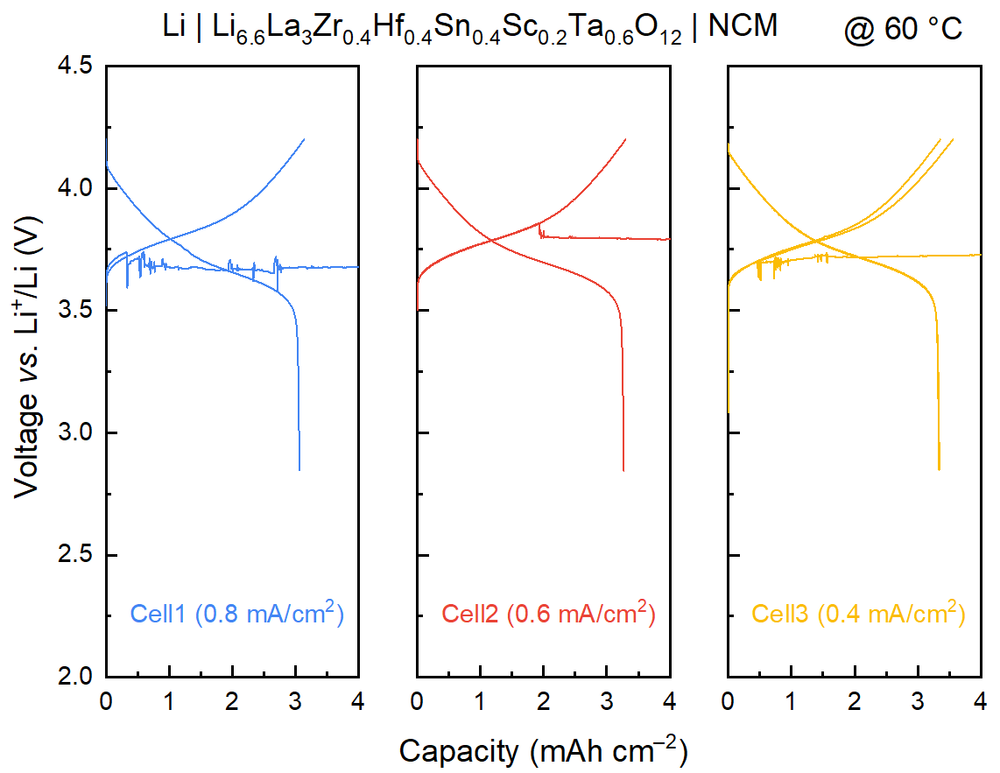 Li | Li₆.₆La₃Zr₀.₄Hf₀.₄Sn₀.₄Sc₀.₂Ta₀.₆O₁₂ | NCM @ 60 °C
4.5
4.0
3.5
3.0
2.5
2.0
Voltage vs. Li⁺/Li (V)
Cell1 (0.8 mA/cm²)
Cell2 (0.6 mA/cm²)
Cell3 (0.4 mA/cm²)
0 1 2 3 4
0 1 2 3 4
0 1 2 3 4
Capacity (mAh cm⁻²)